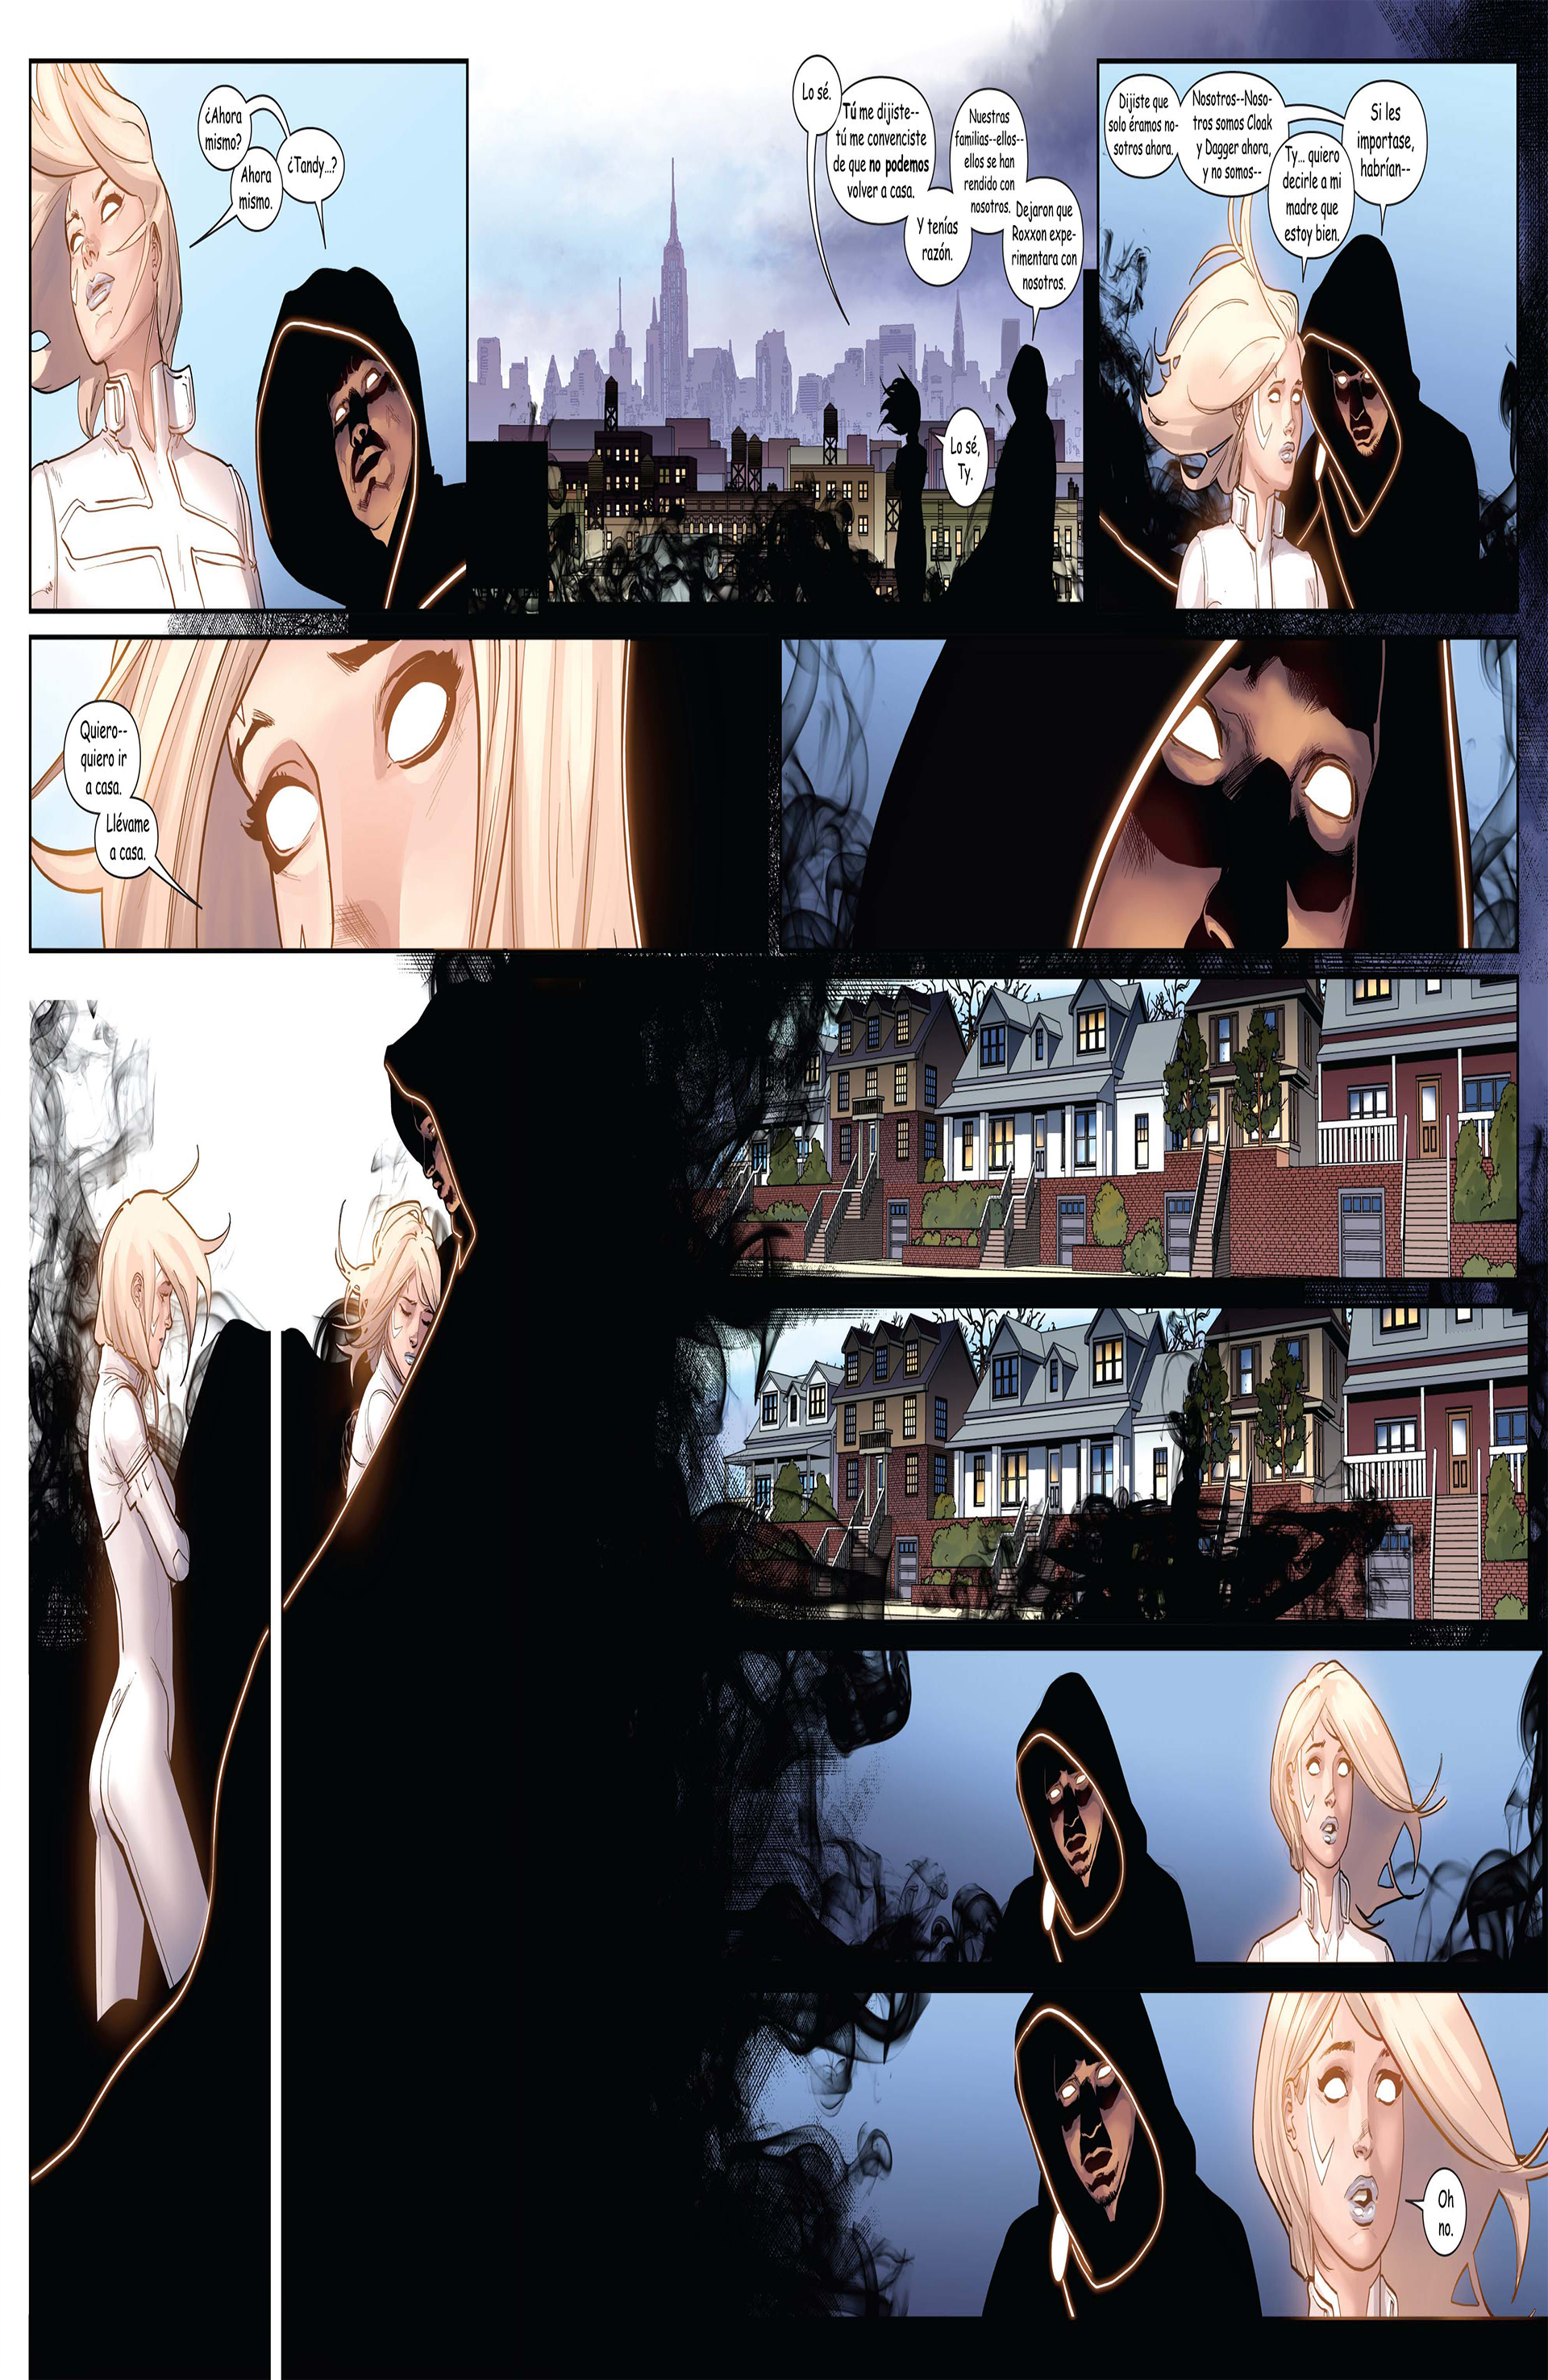 ¿Ahora
mismo?
¿Tandy...?
Ahora
mismo.
Lo sé.
Tú me dijiste--
tú me convenciste
de que no podemos
volver a casa.
Y tenías
razón.
Nuestras
familias--ellos--
ellos se han
rendido con
nosotros.
Dejaron que
Roxxon expe-
rimentara con
nosotros.
Lo sé,
Ty.
Dijiste que
solo éramos no-
sotros ahora.
Nosotros--Noso-
tros somos Cloak
y Dagger ahora,
y no somos--
Ty... quiero
decirle a mi
madre que
estoy bien.
Si les
importase,
habrían--
Quiero--
quiero ir
a casa.
Llévame
a casa.
Oh
no.